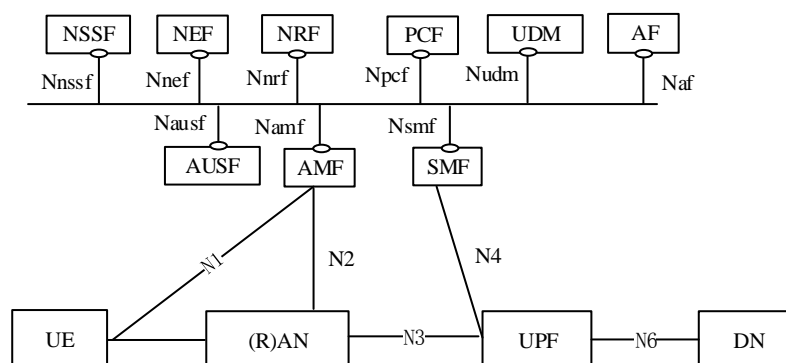 NSSF NEF NRF PCF UDM AF
Nnssf Nnef Nnrf Npcf Nudm Naf
Nausf Namf Nsmf
AUSF AMF SMF
N1 N2 N4
UE (R)AN N3 UPF N6 DN